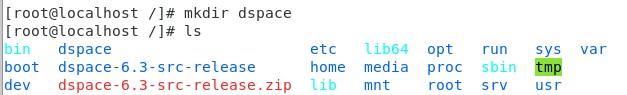 [root@localhost /]# mkdir dspace
[root@localhost /]# ls
bin   dspace                  etc   lib64  opt   run   sys  var
boot  dspace-6.3-src-release      home  media  proc  sbin  tmp
dev   dspace-6.3-src-release.zip  lib   mnt    root  srv   usr